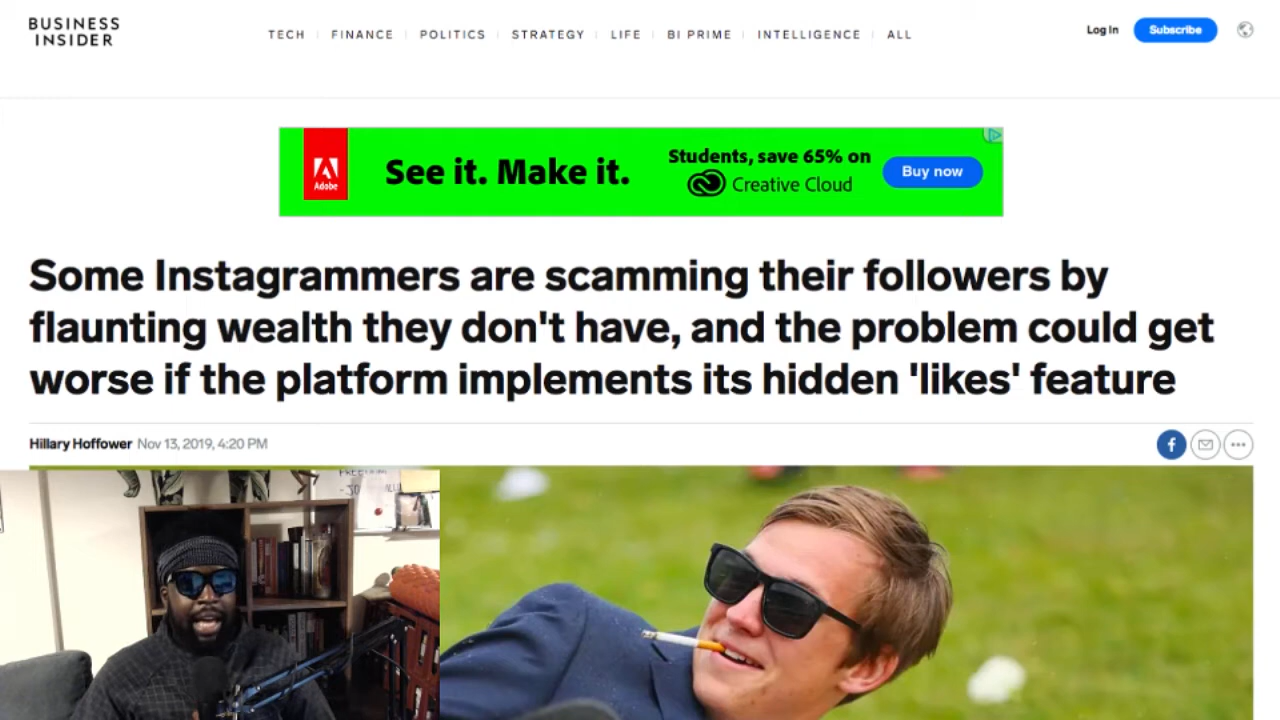 BUSINESS
INSIDER
TECH FINANCE POLITICS STRATEGY LIFE BI PRIME INTELLIGENCE ALL
Log In Subscribe
Adobe
See it. Make it.
Students, save 65% on
Creative Cloud
Buy now
Some Instagrammers are scamming their followers by
flaunting wealth they don't have, and the problem could get
worse if the platform implements its hidden 'likes' feature
Hillary Hoffower Nov 13, 2019, 4:20 PM